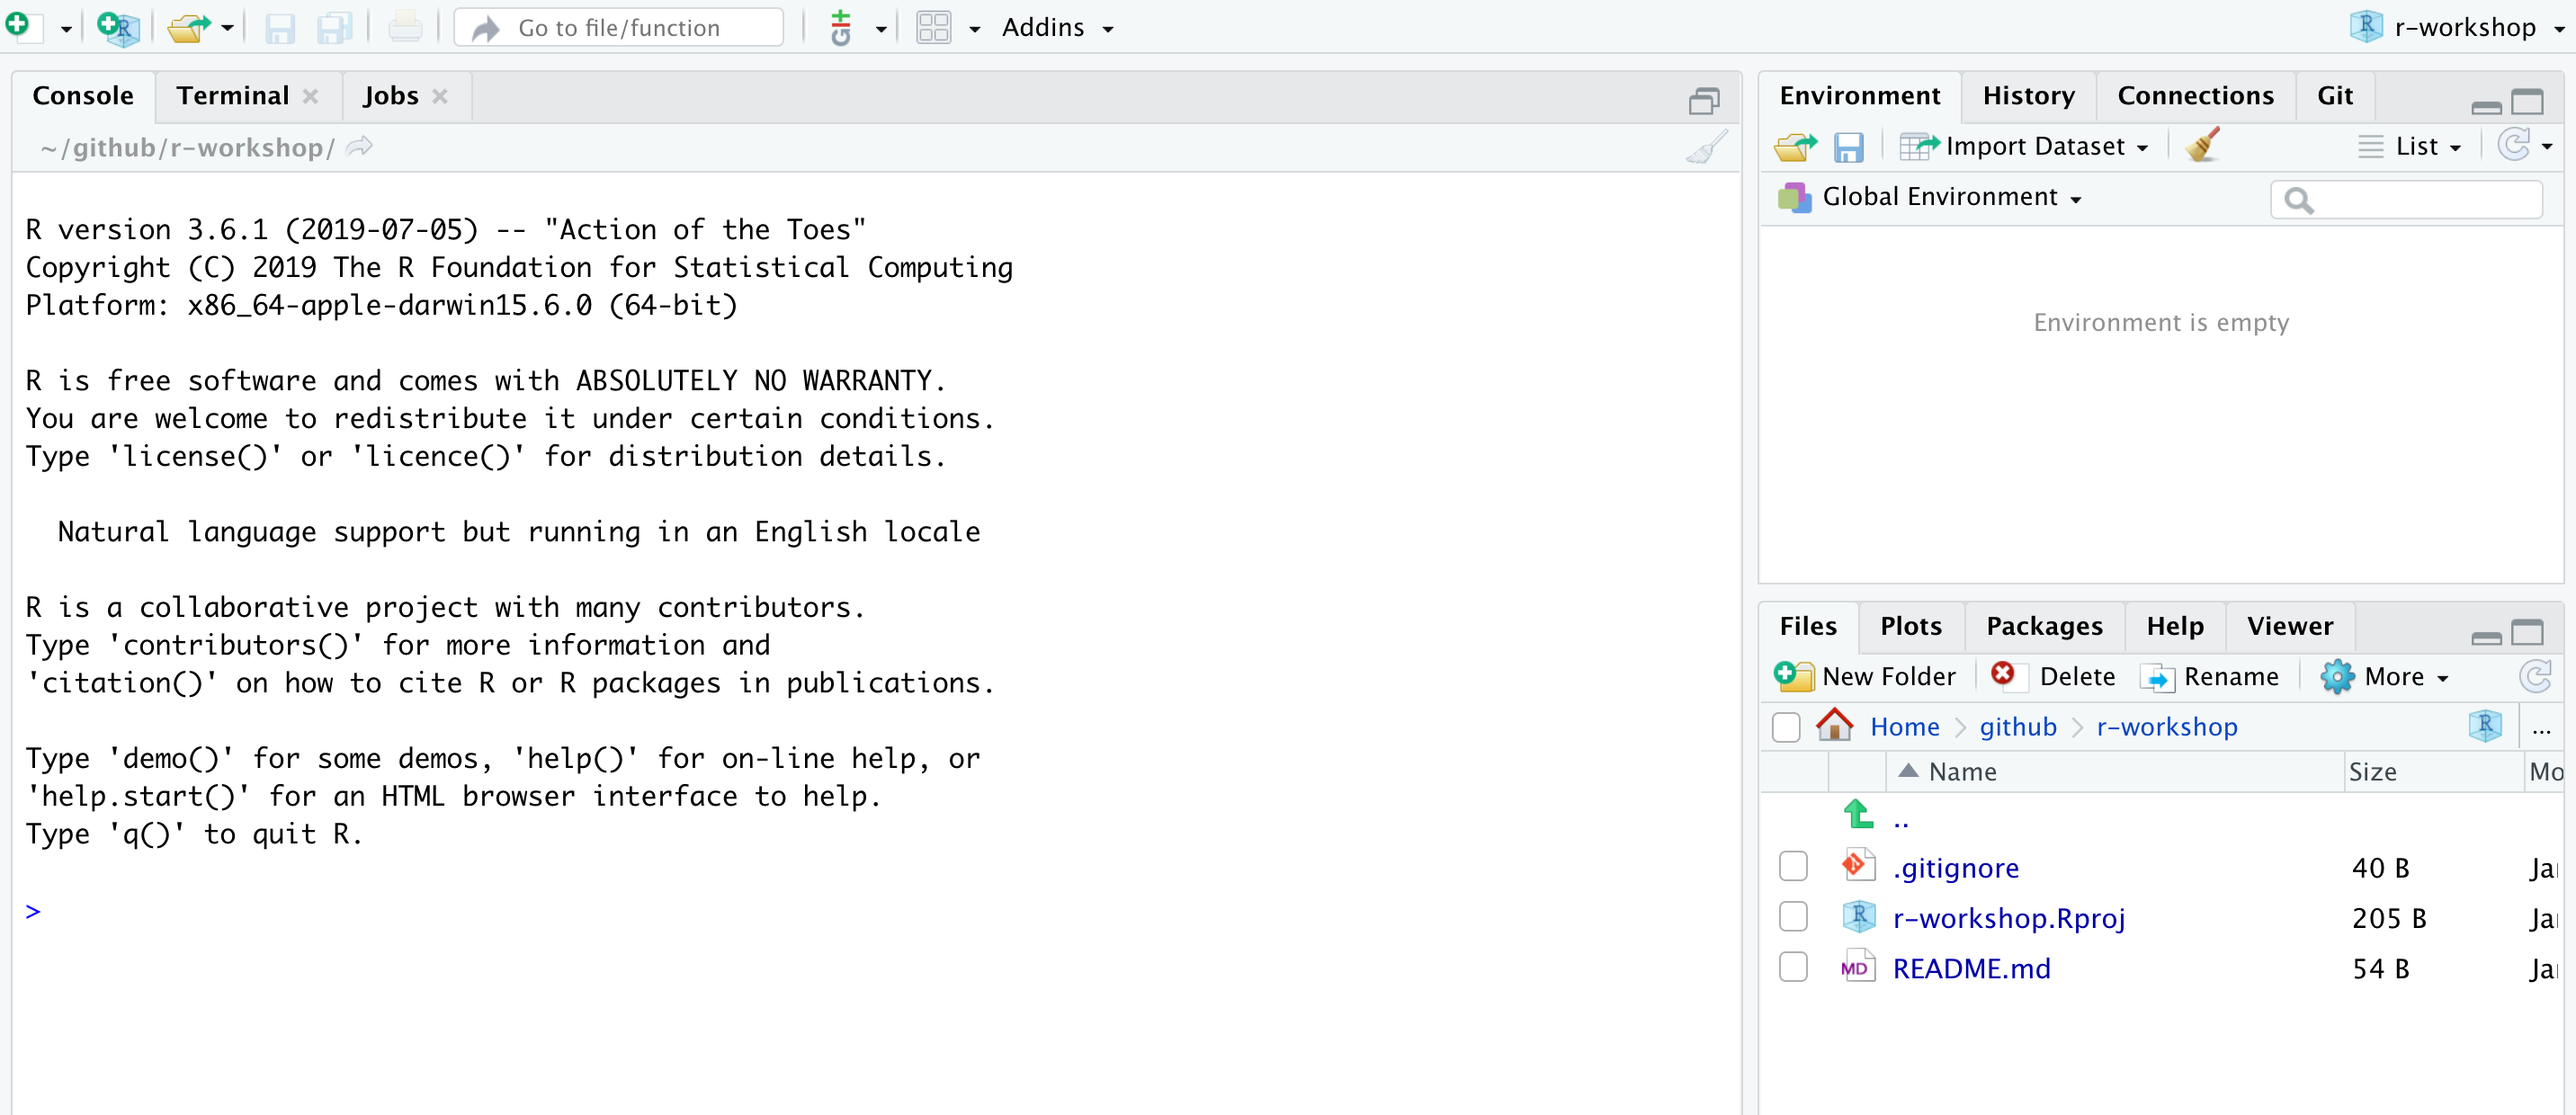 Go to file/function
Git
Addins
r-workshop
Console Terminal Jobs
~/github/r-workshop/
R version 3.6.1 (2019-07-05) -- "Action of the Toes"
Copyright (C) 2019 The R Foundation for Statistical Computing
Platform: x86_64-apple-darwin15.6.0 (64-bit)
R is free software and comes with ABSOLUTELY NO WARRANTY.
You are welcome to redistribute it under certain conditions.
Type 'license()' or 'licence()' for distribution details.
Natural language support but running in an English locale
R is a collaborative project with many contributors.
Type 'contributors()' for more information and
'citation()' on how to cite R or R packages in publications.
Type 'demo()' for some demos, 'help()' for on-line help, or
'help.start()' for an HTML browser interface to help.
Type 'q()' to quit R.
>
Environment History Connections Git
Import Dataset List
Global Environment
Environment is empty
Files Plots Packages Help Viewer
New Folder Delete Rename More
Home github r-workshop ...
Name Size Mo
..
.gitignore 40 B Ja
r-workshop.Rproj 205 B Ja
MD README.md 54 B Ja